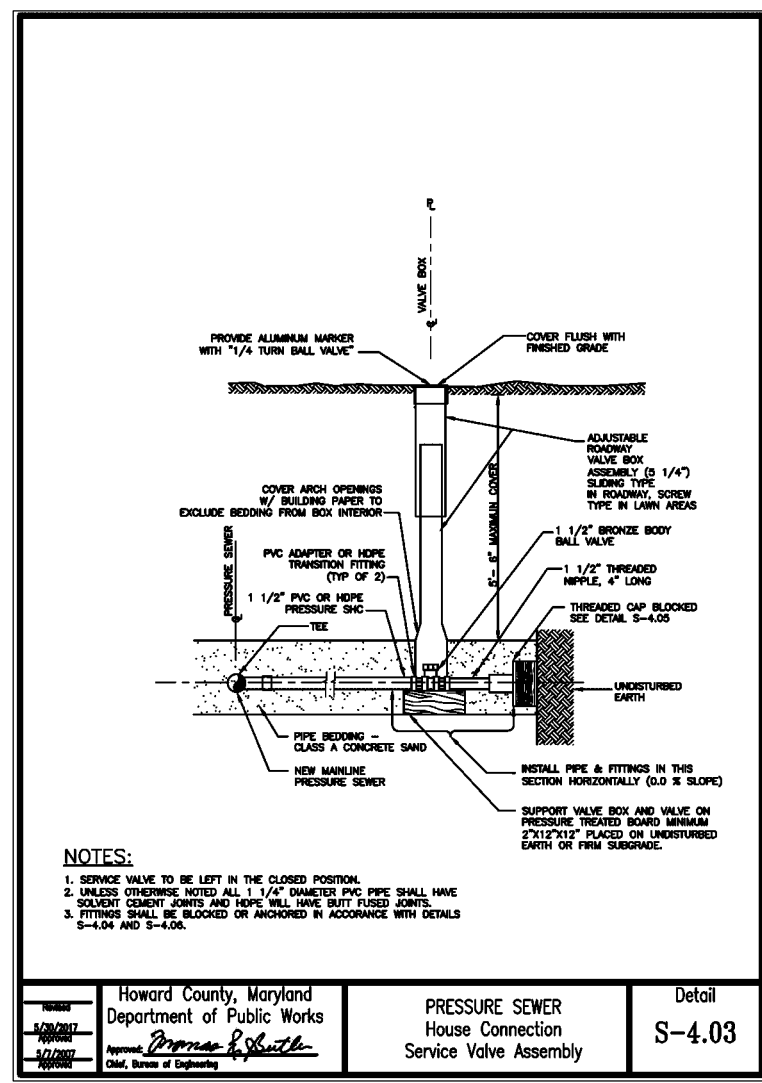 PL
VALVE BOX
CL
PROVIDE ALUMINUM MARKER
WITH "1/4 TURN BALL VALVE"
COVER FLUSH WITH
FINISHED GRADE
ADJUSTABLE
ROADWAY
VALVE BOX
ASSEMBLY (5 1/4")
SLIDING TYPE
IN ROADWAY, SCREW
TYPE IN LAWN AREAS
5'- 6" MAXIMUN COVER
COVER ARCH OPENINGS
W/ BUILDING PAPER TO
EXCLUDE BEDDING FROM BOX INTERIOR
1 1/2" BRONZE BODY
BALL VALVE
PRESSURE SEWER
CL
PVC ADAPTER OR HDPE
TRANSITION FITTING
(TYP OF 2)
1 1/2" THREADED
NIPPLE, 4" LONG
1 1/2" PVC OR HDPE
PRESSURE SHC
THREADED CAP BLOCKED
SEE DETAIL S-4.05
TEE
UNDISTURBED
EARTH
PIPE BEDDING -
CLASS A CONCRETE SAND
NEW MAINLINE
PRESSURE SEWER
INSTALL PIPE & FITTINGS IN THIS
SECTION HORIZONTALLY (0.0 % SLOPE)
SUPPORT VALVE BOX AND VALVE ON
PRESSURE TREATED BOARD MINIMUM
2"X12"X12" PLACED ON UNDISTURBED
EARTH OR FIRM SUBGRADE.
NOTES:
1. SERVICE VALVE TO BE LEFT IN THE CLOSED POSITION.
2. UNLESS OTHERWISE NOTED ALL 1 1/4" DIAMETER PVC PIPE SHALL HAVE
SOLVENT CEMENT JOINTS AND HDPE WILL HAVE BUTT FUSED JOINTS.
3. FITTINGS SHALL BE BLOCKED OR ANCHORED IN ACCORANCE WITH DETAILS
S-4.04 AND S-4.06.
Revised
5/30/2017
Approved
5/7/2007
Approved
Howard County, Maryland
Department of Public Works
Approved: Thomas E. Butler
Chief, Bureau of Engineering
PRESSURE SEWER
House Connection
Service Valve Assembly
Detail
S-4.03